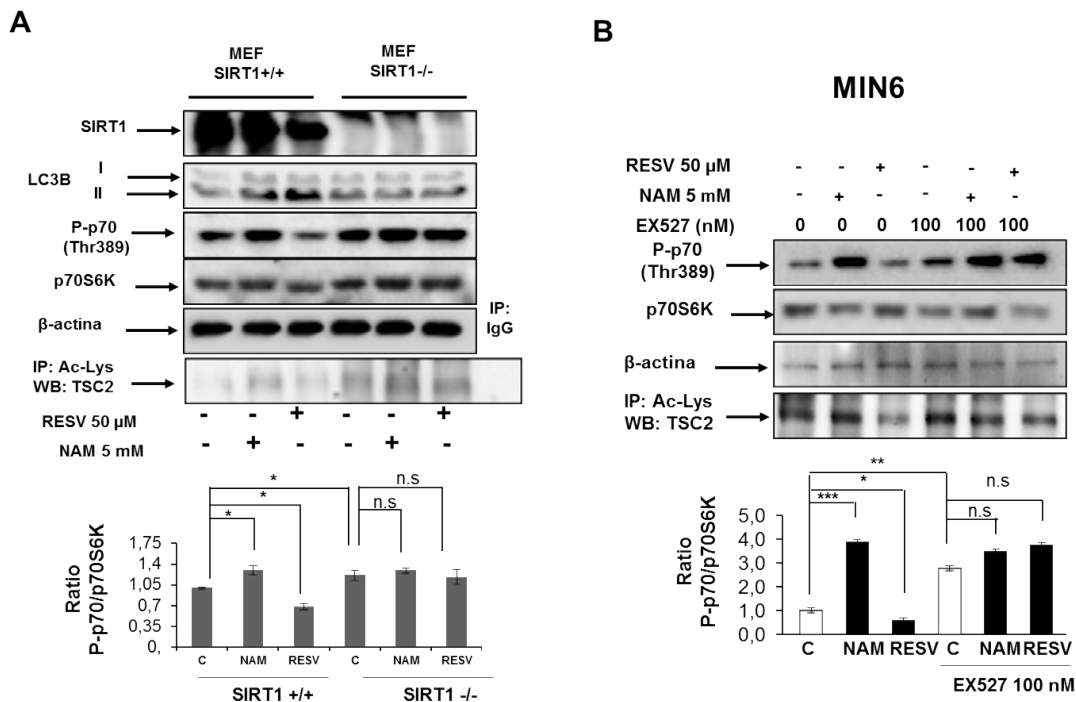 A
MEF
SIRT1+/+
MEF
SIRT1-/-
SIRT1
LC3B
I
II
P-p70
(Thr389)
p70S6K
β-actina
IP:
IgG
IP: Ac-Lys
WB: TSC2
RESV 50 µM - - + - - +
NAM 5 mM - + - +
* * * n.s n.s
Ratio
P-p70/p70S6K
1,75
1,4
1,05
0,7
0,35
0,
C NAM RESV C NAM RESV
SIRT1 +/+ SIRT1 -/-
B
MIN6
RESV 50 µM - - + - - +
NAM 5 mM - + - - +
EX527 (nM) 0 0 0 100 100 100
P-p70
(Thr389)
p70S6K
β-actina
IP: Ac-Lys
WB: TSC2
** * *** n.s n.s
Ratio
P-p70/p70S6K
5,0
4,0
3,0
2,0
1,0
0,0
C NAM RESV C NAM RESV
EX527 100 nM